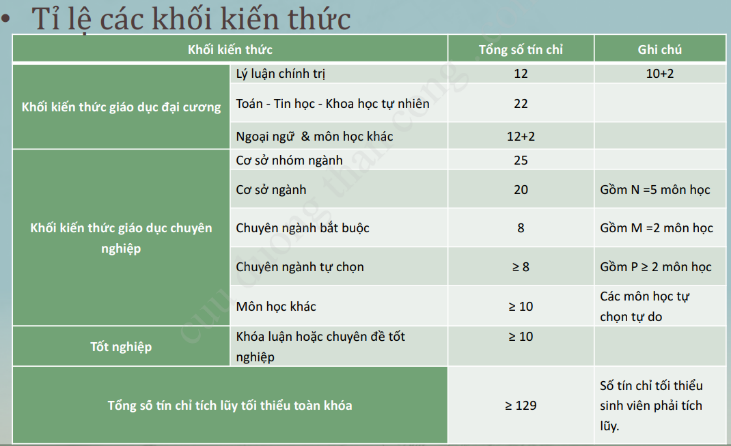 • Tỉ lệ các khối kiến thức
Khối kiến thức Tổng số tín chỉ Ghi chú
Khối kiến thức giáo dục đại cương
Lý luận chính trị 12 10+2
Toán - Tin học - Khoa học tự nhiên 22
Ngoại ngữ & môn học khác 12+2
Khối kiến thức giáo dục chuyên
nghiệp
Cơ sở nhóm ngành 25
Cơ sở ngành 20 Gồm N =5 môn học
Chuyên ngành bắt buộc 8 Gồm M =2 môn học
Chuyên ngành tự chọn ≥ 8 Gồm P ≥ 2 môn học
Môn học khác ≥ 10 Các môn học tự
chọn tự do
Tốt nghiệp
Khóa luận hoặc chuyên đề tốt ≥ 10
nghiệp
Tổng số tín chỉ tích lũy tối thiểu toàn khóa ≥ 129 Số tín chỉ tối thiểu
sinh viên phải tích
lũy.
cuu duong than cong